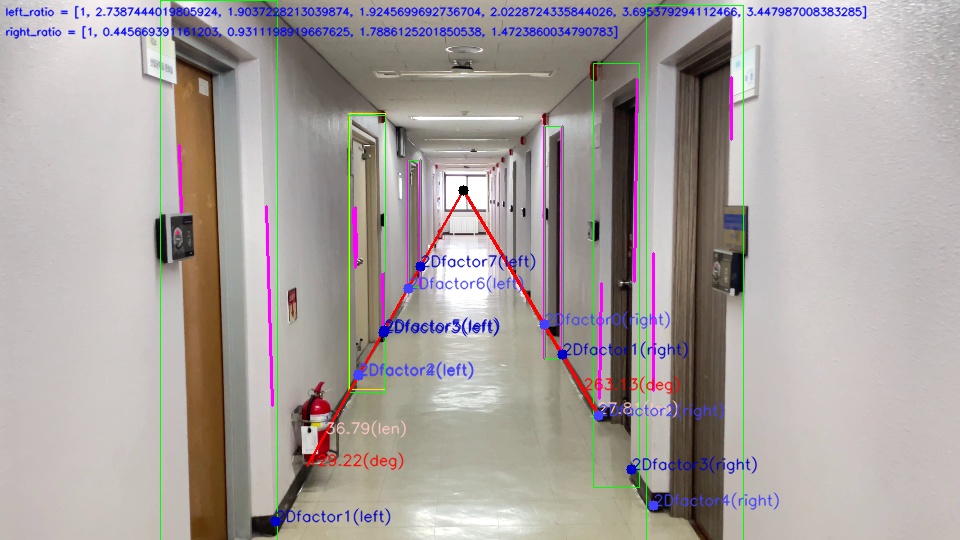 left_ratio = [1, 2.7387444019805924, 1.9037228213039874, 1.9245699692736704, 2.0228724335844026, 3.695379294112466, 3.447987008383285]
right_ratio = [1, 0.445669391161203, 0.9311198919667625, 1.7886125201850538, 1.4723860034790783]
2Dfactor7(left)
2Dfactor6(left)
2Dfactor0(right)
(left)
2Dfactor1(right)
(left)
263.13(deg)
2Dfactor2(right)
36.79(len)
29.22(deg)
2Dfactor3(right)
2Dfactor4(right)
2Dfactor1(left)